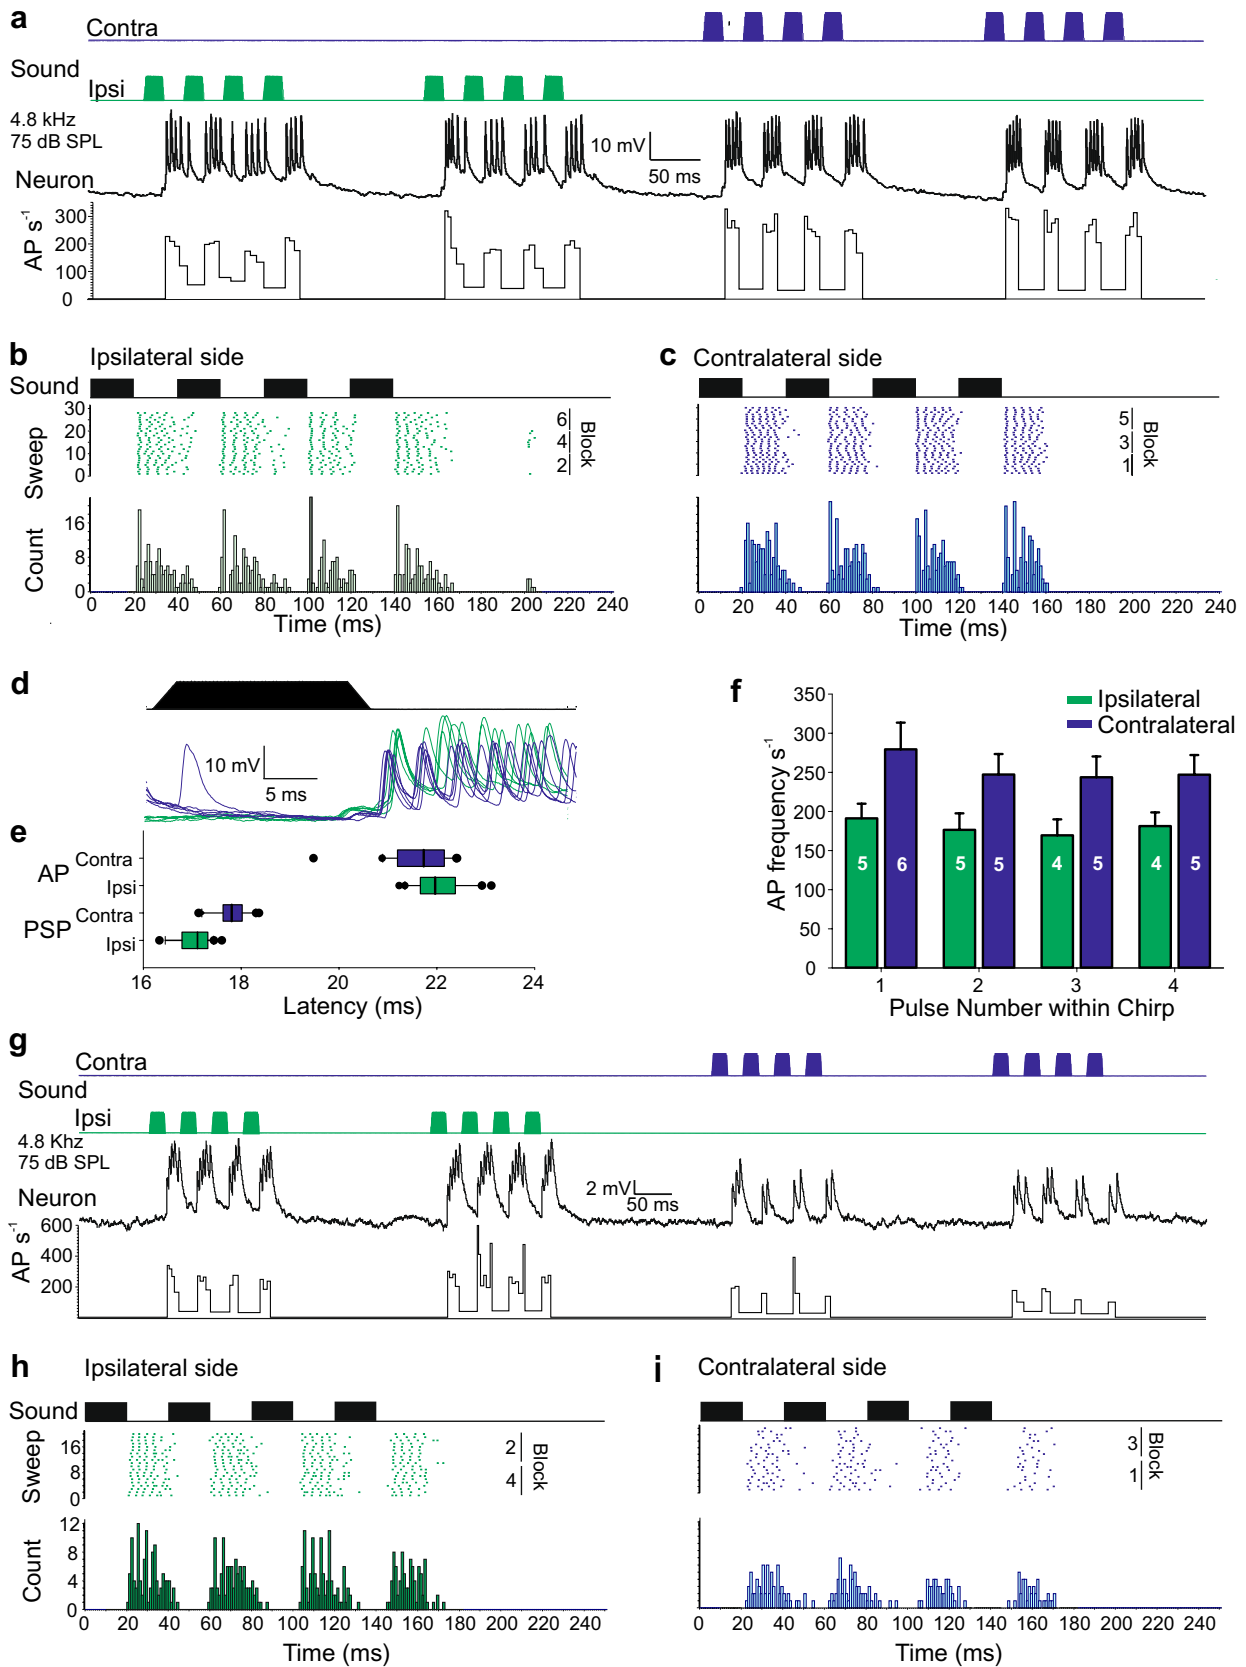 a
Contra
Sound
Ipsi
4.8 kHz
75 dB SPL
10 mV
50 ms
Neuron
AP s⁻¹
300
200
100
0
b Ipsilateral side
Sound
Sweep
30
20
10
0
6
4
2
Block
Count
16
8
0
0 20 40 60 80 100 120 140 160 180 200 220 240
Time (ms)
c Contralateral side
5
3
1
Block
0 20 40 60 80 100 120 140 160 180 200 220 240
Time (ms)
d
10 mV
5 ms
e
AP
Contra
Ipsi
PSP
Contra
Ipsi
16 18 20 22 24
Latency (ms)
f
Ipsilateral
Contralateral
AP frequency s⁻¹
350
300
250
200
150
100
50
0
5 6 5 5 4 5 4 5
1 2 3 4
Pulse Number within Chirp
g
Contra
Sound
Ipsi
4.8 Khz
75 dB SPL
2 mV
50 ms
Neuron
AP s⁻¹
600
400
200
h Ipsilateral side
Sound
Sweep
16
8
0
2
4
Block
Count
12
8
4
0
0 20 40 60 80 100 120 140 160 180 200 220 240
Time (ms)
i Contralateral side
3
1
Block
0 20 40 60 80 100 120 140 160 180 200 220 240
Time (ms)